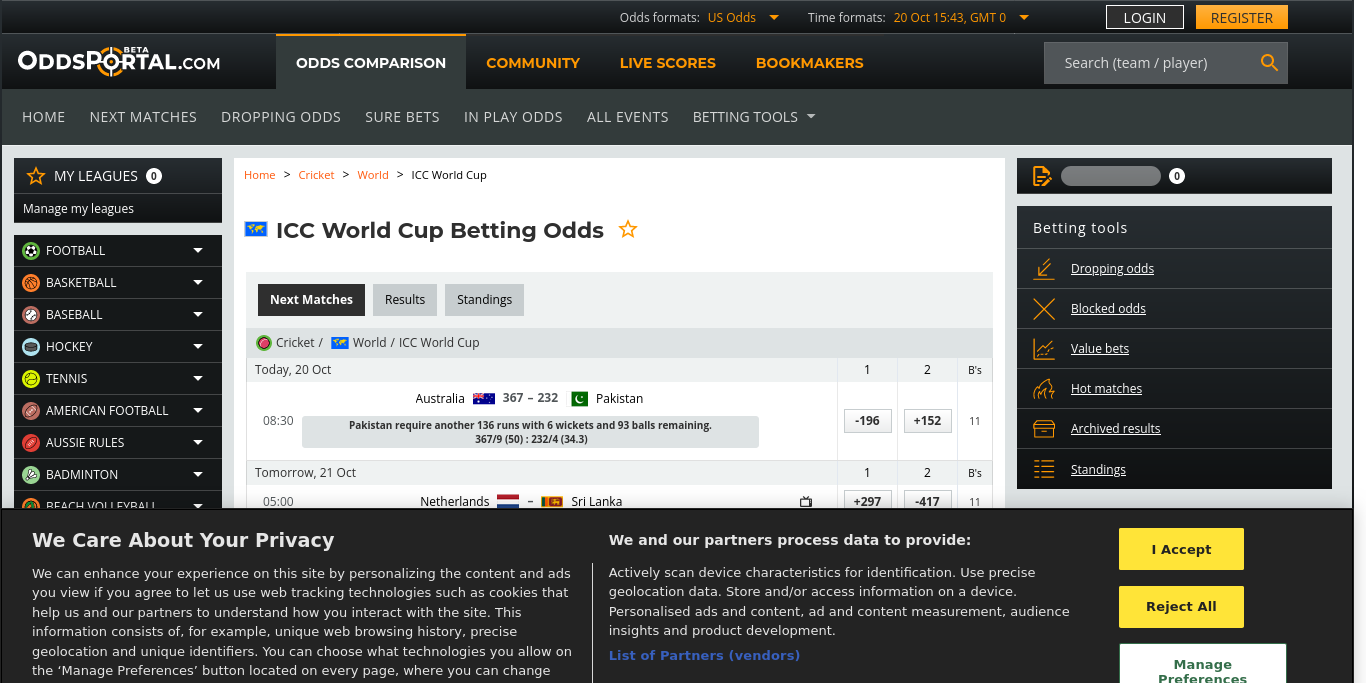 Odds formats: US Odds
Time formats: 20 Oct 15:43, GMT 0
LOGIN
REGISTER
ODDSPORTAL.COM
BETA
ODDS COMPARISON
COMMUNITY
LIVE SCORES
BOOKMAKERS
Search (team / player)
HOME
NEXT MATCHES
DROPPING ODDS
SURE BETS
IN PLAY ODDS
ALL EVENTS
BETTING TOOLS
MY LEAGUES 0
Manage my leagues
FOOTBALL
BASKETBALL
BASEBALL
HOCKEY
TENNIS
AMERICAN FOOTBALL
AUSSIE RULES
BADMINTON
BEACH VOLLEYBALL
Home > Cricket > World > ICC World Cup
ICC World Cup Betting Odds
Next Matches
Results
Standings
Cricket / World / ICC World Cup
Today, 20 Oct 1 2 B's
Australia 367 – 232 Pakistan
08:30 -196 +152 11
Pakistan require another 136 runs with 6 wickets and 93 balls remaining.
367/9 (50) : 232/4 (34.3)
Tomorrow, 21 Oct 1 2 B's
05:00 Netherlands – Sri Lanka +297 -417 11
0
Betting tools
Dropping odds
Blocked odds
Value bets
Hot matches
Archived results
Standings
We Care About Your Privacy
We can enhance your experience on this site by personalizing the content and ads
you view if you agree to let us use web tracking technologies such as cookies that
help us and our partners to understand how you interact with the site. This
information consists of, for example, unique web browsing history, precise
geolocation and unique identifiers. You can choose what technologies you allow on
the ‘Manage Preferences’ button located on every page, where you can change
We and our partners process data to provide:
Actively scan device characteristics for identification. Use precise
geolocation data. Store and/or access information on a device.
Personalised ads and content, ad and content measurement, audience
insights and product development.
List of Partners (vendors)
I Accept
Reject All
Manage
Preferences